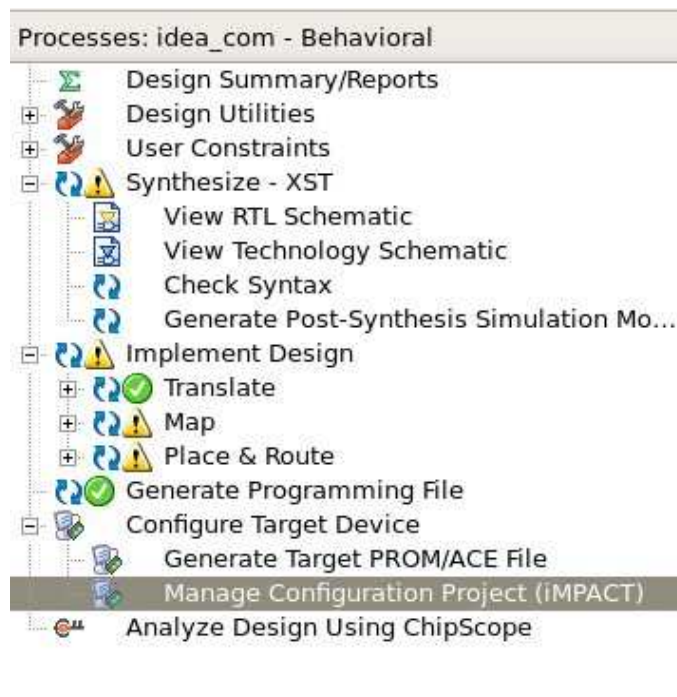 Processes: idea_com - Behavioral
Design Summary/Reports
Design Utilities
User Constraints
Synthesize - XST
View RTL Schematic
View Technology Schematic
Check Syntax
Generate Post-Synthesis Simulation Mo...
Implement Design
Translate
Map
Place & Route
Generate Programming File
Configure Target Device
Generate Target PROM/ACE File
Manage Configuration Project (iMPACT)
Analyze Design Using ChipScope